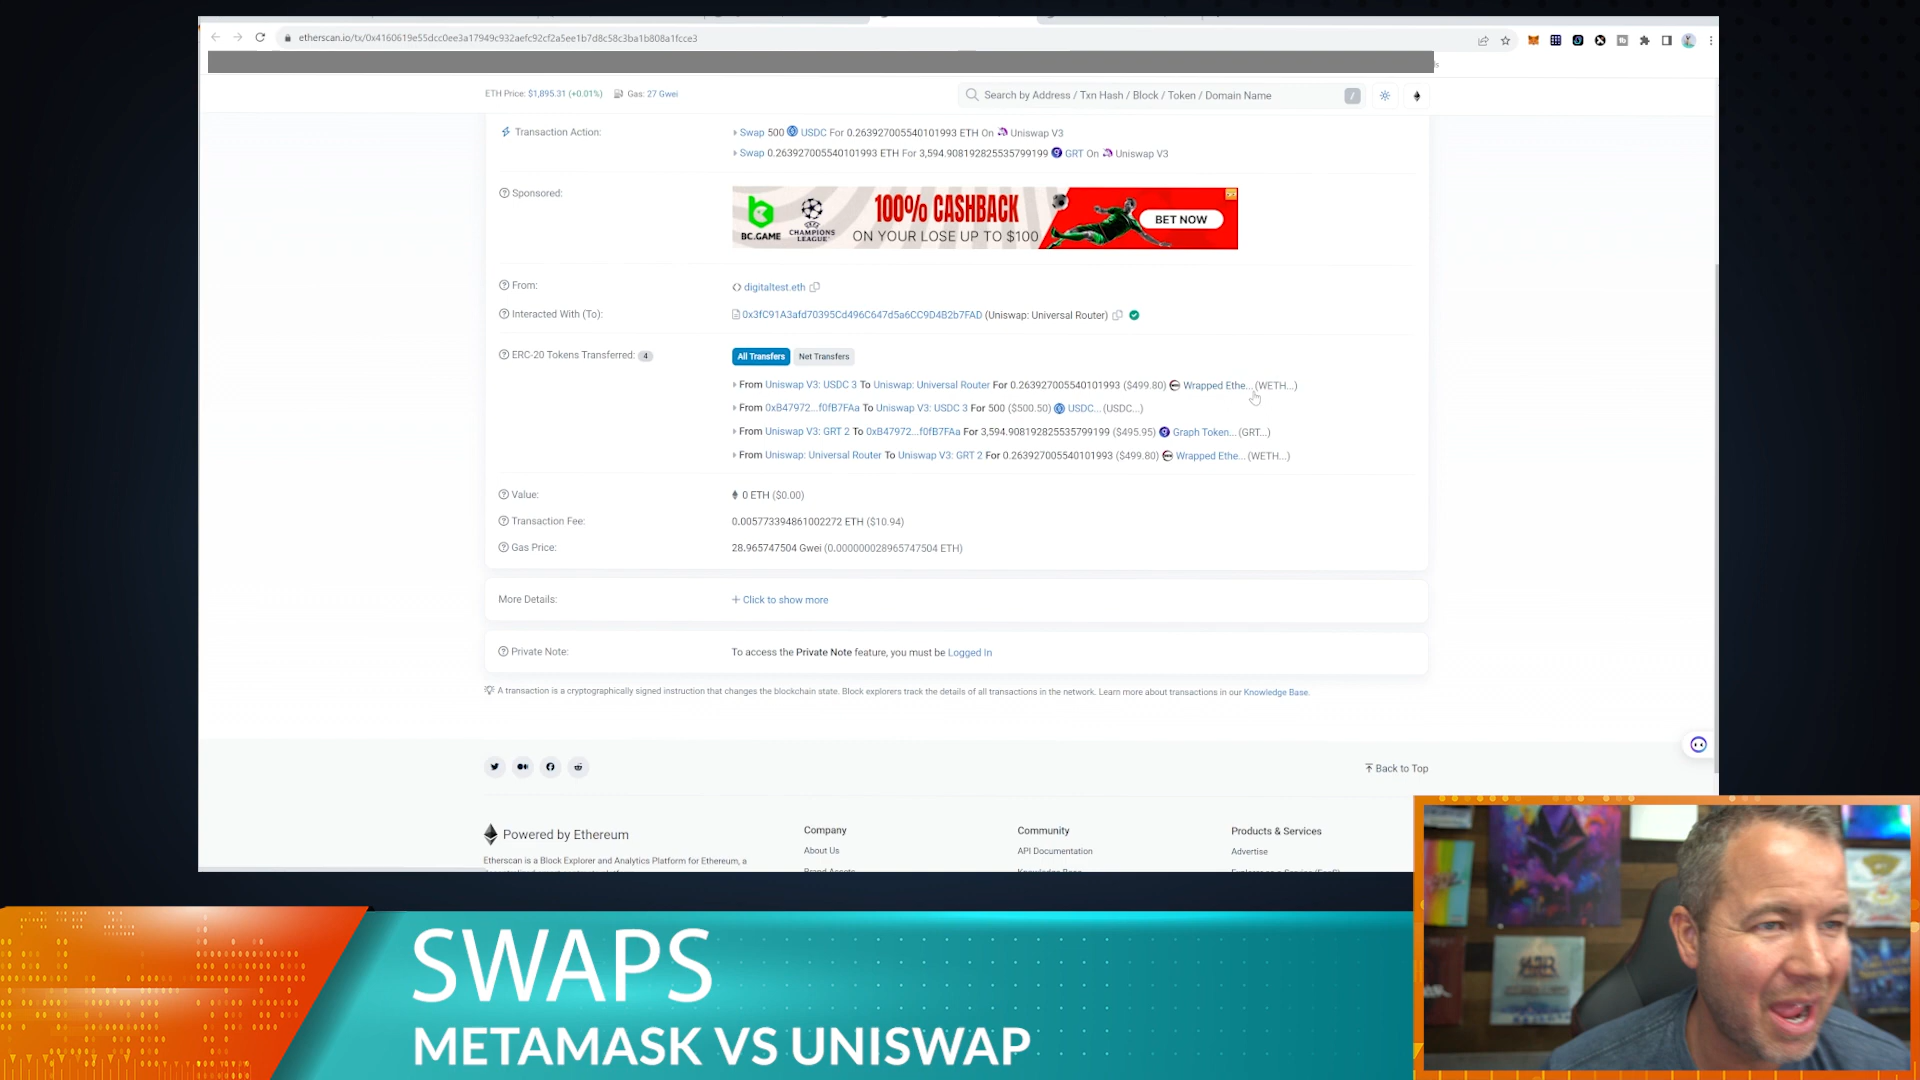 etherscan.io/tx/0x4160619e55dcc0ee3a17949c932aefc92cf2a5ee1b7d8c58c3ba1b808a1fcce3
ETH Price: $1,895.31 (+0.01%) Gas: 27 Gwei
Search by Address / Txn Hash / Block / Token / Domain Name /
Transaction Action:
Swap 500 USDC For 0.263927005540101993 ETH On Uniswap V3
Swap 0.263927005540101993 ETH For 3,594.908192825535799199 GRT On Uniswap V3
Sponsored:
BC.GAME
CHAMPIONS LEAGUE
100% CASHBACK
ON YOUR LOSE UP TO $100
BET NOW
From:
digitaltest.eth
Interacted With (To):
0x3fC91A3afd70395Cd496C647d5a6CC9D4B2b7FAD (Uniswap: Universal Router)
ERC-20 Tokens Transferred: 4
All Transfers Net Transfers
From Uniswap V3: USDC 3 To Uniswap: Universal Router For 0.263927005540101993 ($499.80) Wrapped Ethe... (WETH...)
From 0xB47972...f0fB7FAa To Uniswap V3: USDC 3 For 500 ($500.50) USDC... (USDC...)
From Uniswap V3: GRT 2 To 0xB47972...f0fB7FAa For 3,594.908192825535799199 ($495.95) Graph Token... (GRT...)
From Uniswap: Universal Router To Uniswap V3: GRT 2 For 0.263927005540101993 ($499.80) Wrapped Ethe... (WETH...)
Value:
0 ETH ($0.00)
Transaction Fee:
0.005773394861002272 ETH ($10.94)
Gas Price:
28.965747504 Gwei (0.000000028965747504 ETH)
More Details:
+ Click to show more
Private Note:
To access the Private Note feature, you must be Logged In
A transaction is a cryptographically signed instruction that changes the blockchain state. Block explorers track the details of all transactions in the network. Learn more about transactions in our Knowledge Base.
Back to Top
Powered by Ethereum
Etherscan is a Block Explorer and Analytics Platform for Ethereum, a
Company
About Us
Community
API Documentation
Products & Services
Advertise
SWAPS
METAMASK VS UNISWAP